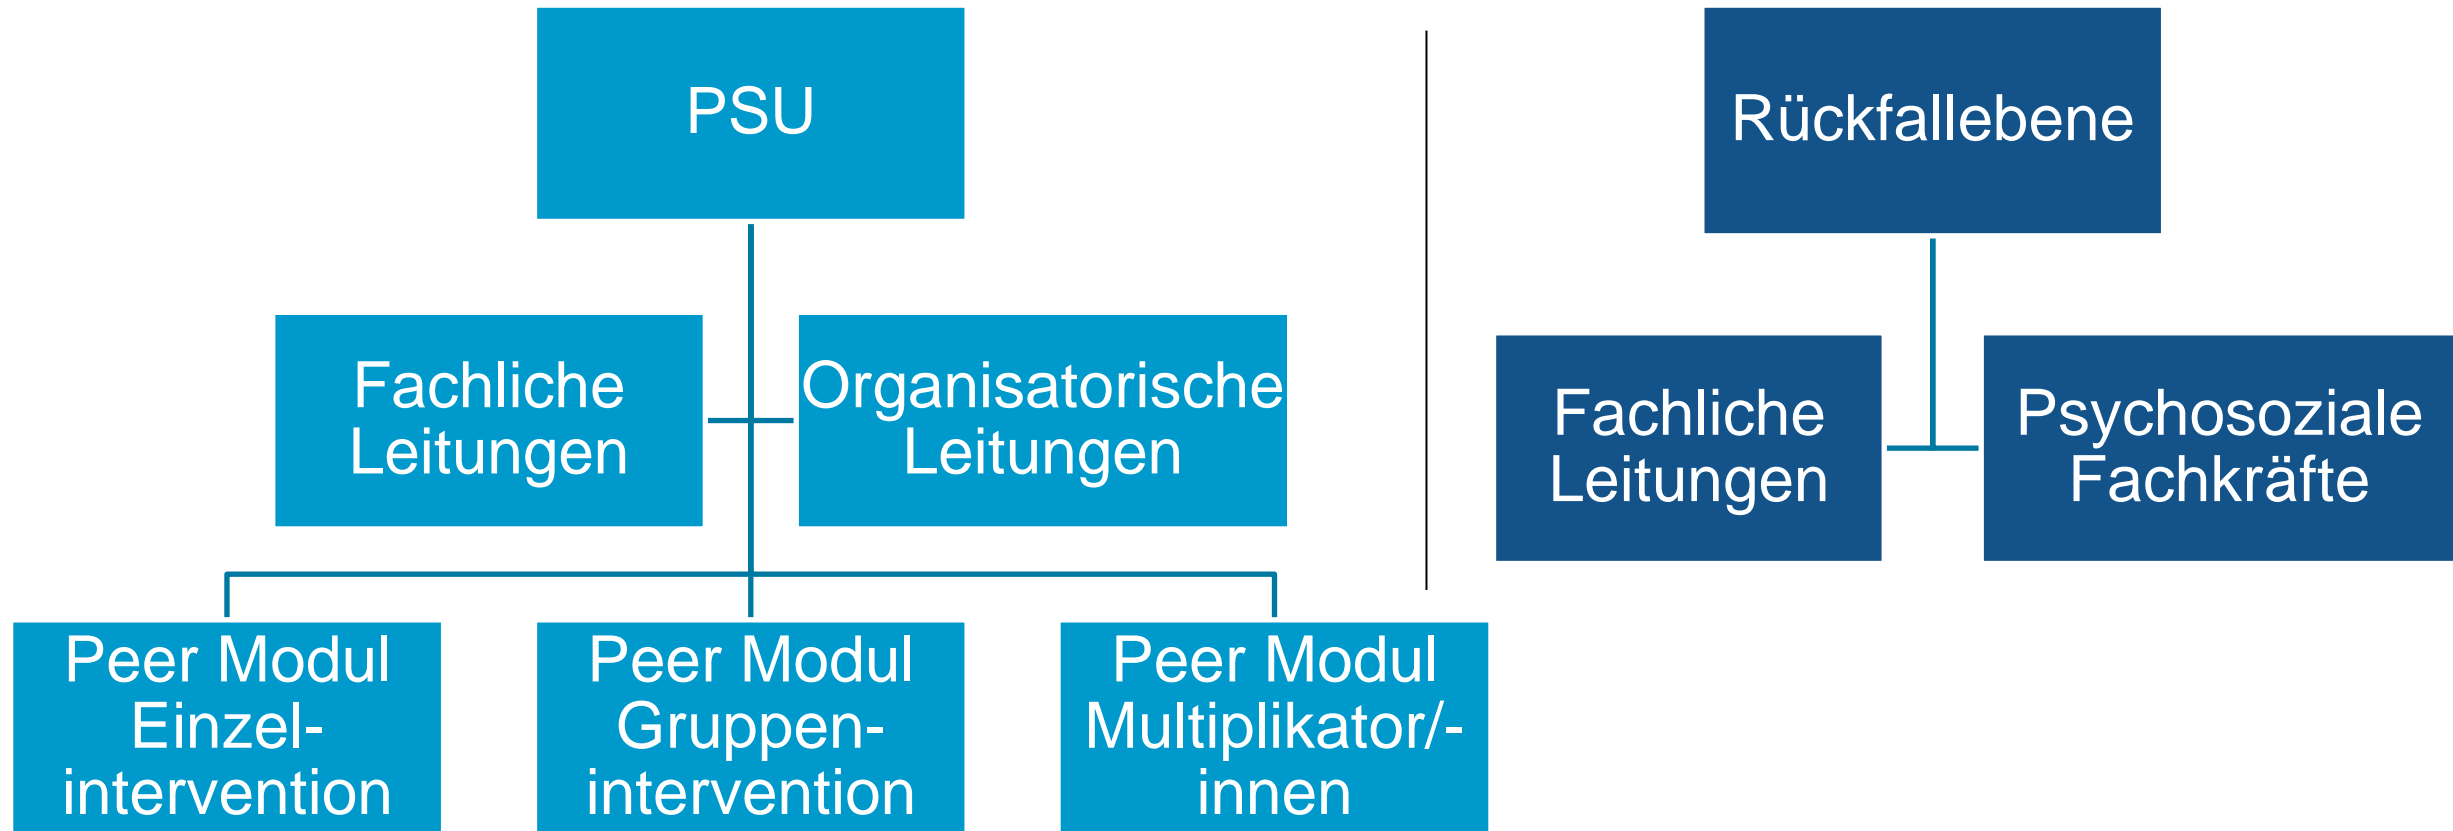 PSU
Fachliche
Leitungen
Organisatorische
Leitungen
Peer Modul
Einzel-
intervention
Peer Modul
Gruppen-
intervention
Peer Modul
Multiplikator/-
innen
Rückfallebene
Fachliche
Leitungen
Psychosoziale
Fachkräfte